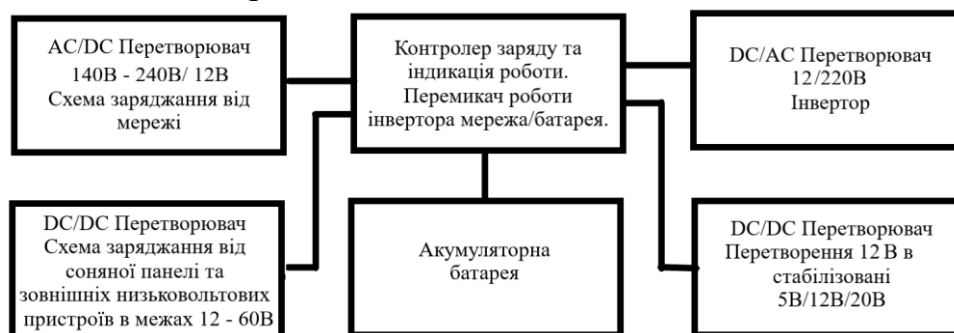 AC/DC Перетворювач
140В - 240В/ 12В
Схема заряджання від
мережі
Контролер заряду та
індикація роботи.
Перемикач роботи
інвертора мережа/батарея.
DC/AC Перетворювач
12/220В
Інвертор
DC/DC Перетворювач
Схема заряджання від
соняної панелі та
зовнішніх низьковольтових
пристроїв в межах 12 - 60В
Акумуляторна
батарея
DC/DC Перетворювач
Перетворення 12В в
стабілізовані
5В/12В/20В